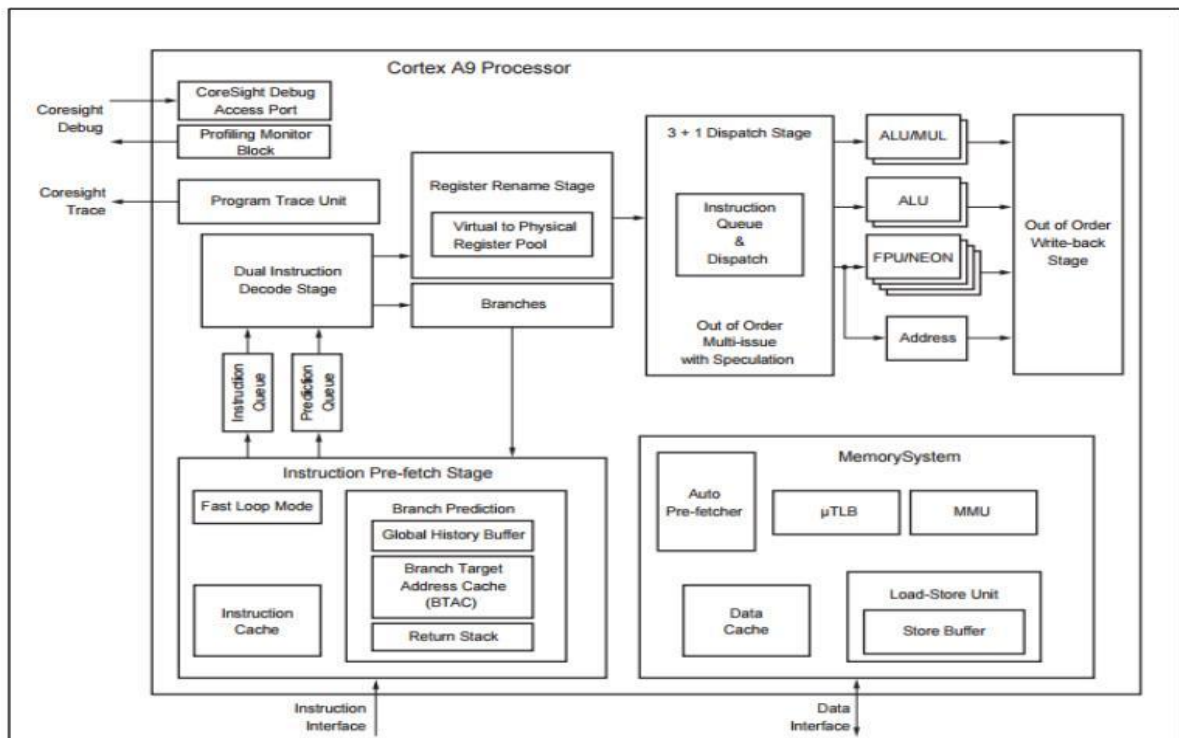 Cortex A9 Processor
Coresight
Debug
CoreSight Debug
Access Port
Profiling Monitor
Block
Coresight
Trace
Program Trace Unit
Dual Instruction
Decode Stage
Register Rename Stage
Virtual to Physical
Register Pool
Branches
3 + 1 Dispatch Stage
Instruction
Queue
&
Dispatch
Out of Order
Multi-issue
with Speculation
ALU/MUL
ALU
FPU/NEON
Address
Out of Order
Write-back
Stage
Instruction
Queue
Prediction
Queue
Instruction Pre-fetch Stage
Fast Loop Mode
Instruction
Cache
Branch Prediction
Global History Buffer
Branch Target
Address Cache
(BTAC)
Return Stack
MemorySystem
Auto
Pre-fetcher
µTLB
MMU
Data
Cache
Load-Store Unit
Store Buffer
Instruction
Interface
Data
Interface